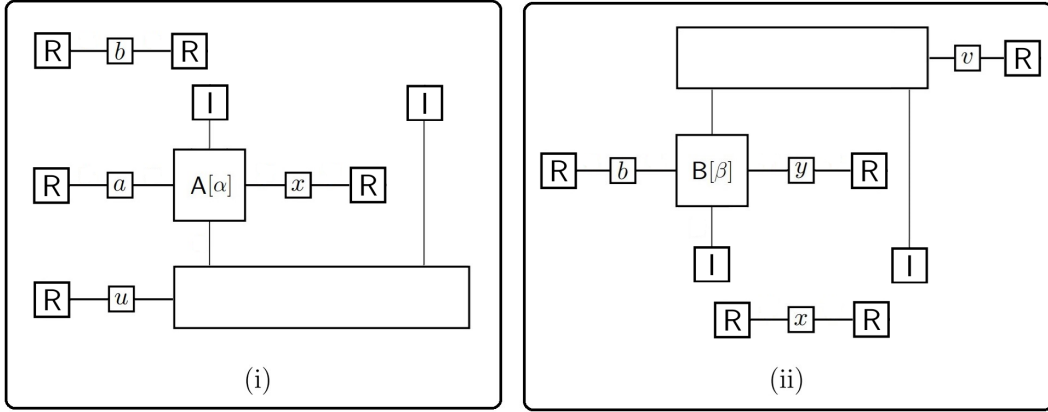 R b R
I I
R a A[α] x R
R u
(i)
v R
R b B[β] y R
I I
R x R
(ii)